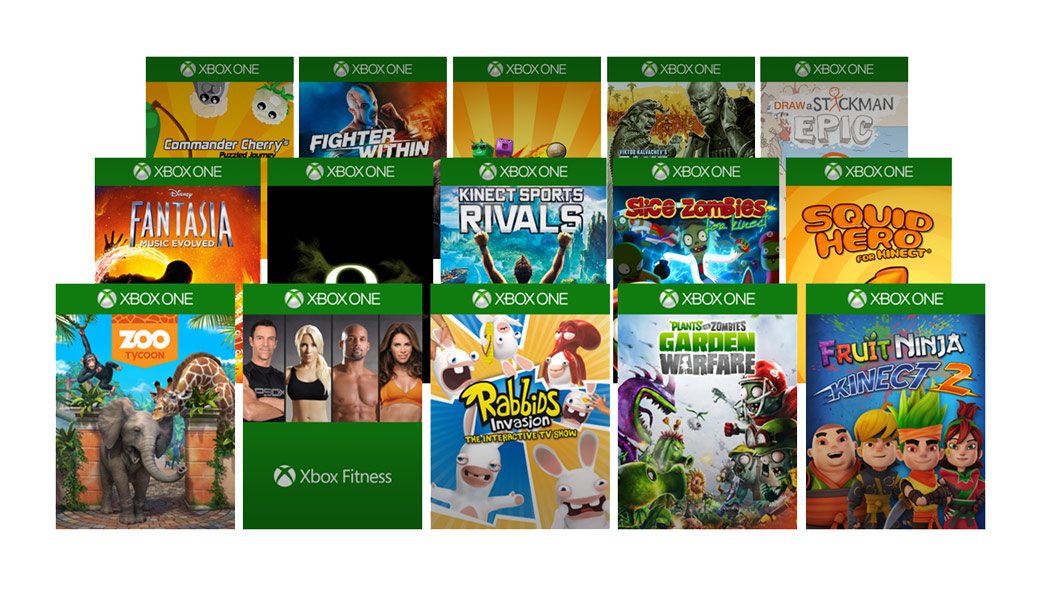 XBOX ONE
XBOX ONE
XBOX ONE
XBOX ONE
XBOX ONE
Commander Cherry's
Puzzled Journey
FIGHTER
WITHIN
VIKTOR KALVACHEV'S
DRAW a STICKMAN
EPIC
XBOX ONE
XBOX ONE
XBOX ONE
XBOX ONE
XBOX ONE
Disney
FANTASIA
MUSIC EVOLVED
KINECT SPORTS
RIVALS
Slice Zombies
for kinect
SQUID
HERO
FOR KINECT®
XBOX ONE
XBOX ONE
XBOX ONE
XBOX ONE
XBOX ONE
ZOO
TYCOON
Xbox Fitness
Rabbids
Invasion
THE INTERACTIVE TV SHOW
PLANTS vs. ZOMBIES
GARDEN
WARFARE
FRUIT NINJA
KINECT 2